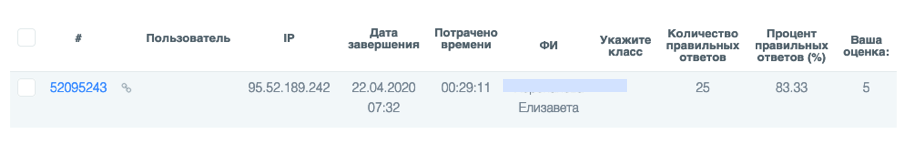 #
Пользователь
IP
Дата
завершения
Потрачено
времени
ФИ
Укажите
класс
Количество
правильных
ответов
Процент
правильных
ответов (%)
Ваша
оценка:
52095243
95.52.189.242
22.04.2020
07:32
00:29:11
Елизавета
25
83.33
5